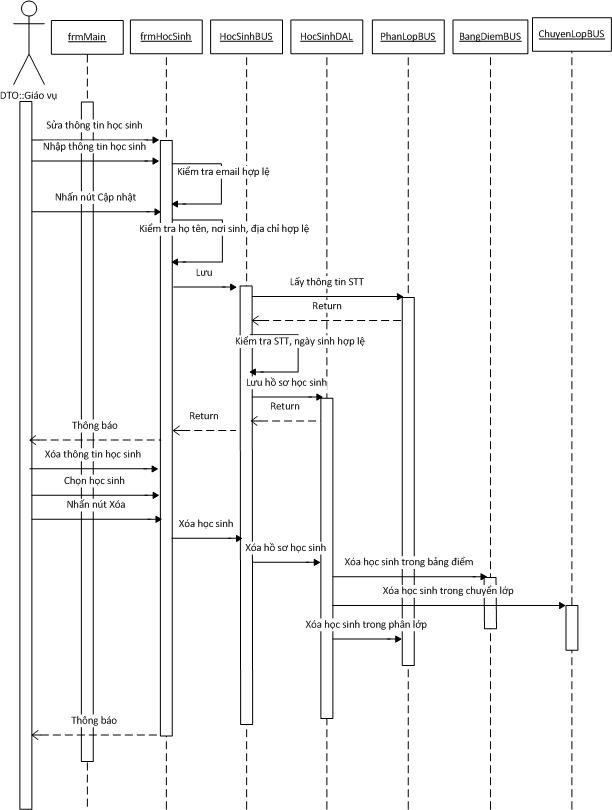 frmMain
frmHocSinh
HocSinhBUS
HocSinhDAL
PhanLopBUS
BangDiemBUS
ChuyenLopBUS
DTO::Giáo vụ
Sửa thông tin học sinh
Nhập thông tin học sinh
Kiểm tra email hợp lệ
Nhấn nút Cập nhật
Kiểm tra họ tên, nơi sinh, địa chỉ hợp lệ
Lưu
Lấy thông tin STT
Return
Kiểm tra STT, ngày sinh hợp lệ
Lưu hồ sơ học sinh
Return
Return
Thông báo
Xóa thông tin học sinh
Chọn học sinh
Nhấn nút Xóa
Xóa học sinh
Xóa hồ sơ học sinh
Xóa học sinh trong bảng điểm
Xóa học sinh trong chuyển lớp
Xóa học sinh trong phân lớp
Thông báo